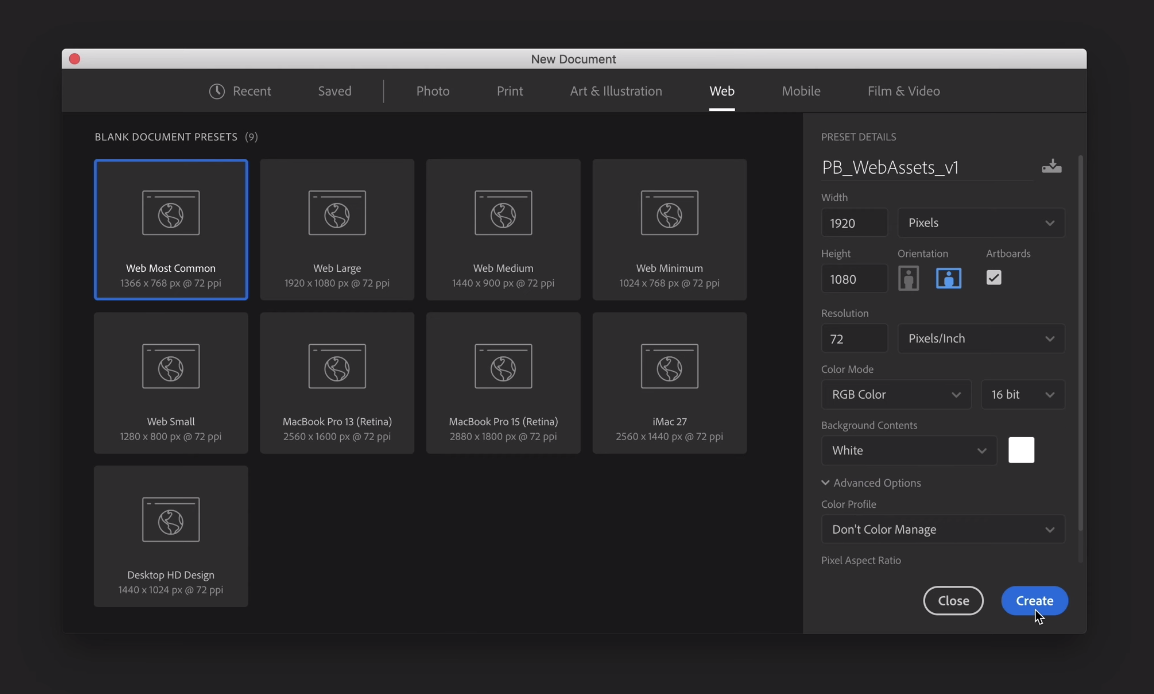 New Document
Recent Saved Photo Print Art & Illustration Web Mobile Film & Video
BLANK DOCUMENT PRESETS (9)
Web Most Common
1366 x 768 px @ 72 ppi
Web Large
1920 x 1080 px @ 72 ppi
Web Medium
1440 x 900 px @ 72 ppi
Web Minimum
1024 x 768 px @ 72 ppi
Web Small
1280 x 800 px @ 72 ppi
MacBook Pro 13 (Retina)
2560 x 1600 px @ 72 ppi
MacBook Pro 15 (Retina)
2880 x 1800 px @ 72 ppi
iMac 27
2560 x 1440 px @ 72 ppi
Desktop HD Design
1440 x 1024 px @ 72 ppi
PRESET DETAILS
PB_WebAssets_v1
Width
1920 Pixels
Height Orientation Artboards
1080
Resolution
72 Pixels/Inch
Color Mode
RGB Color 16 bit
Background Contents
White
Advanced Options
Color Profile
Don't Color Manage
Pixel Aspect Ratio
Close Create